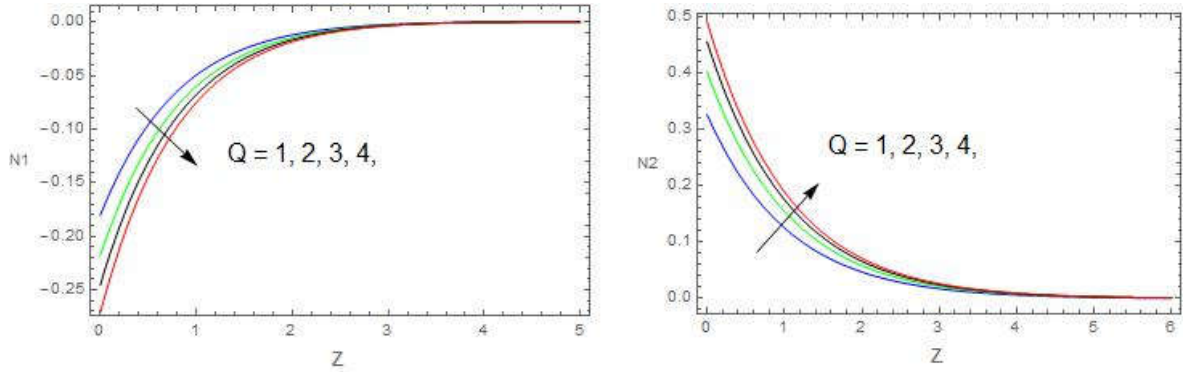 0.00
-0.05
-0.10
-0.15
-0.20
-0.25
N1
Q = 1, 2, 3, 4,
0 1 2 3 4 5
Z
0.5
0.4
0.3
0.2
0.1
0.0
N2
Q = 1, 2, 3, 4,
0 1 2 3 4 5 6
Z